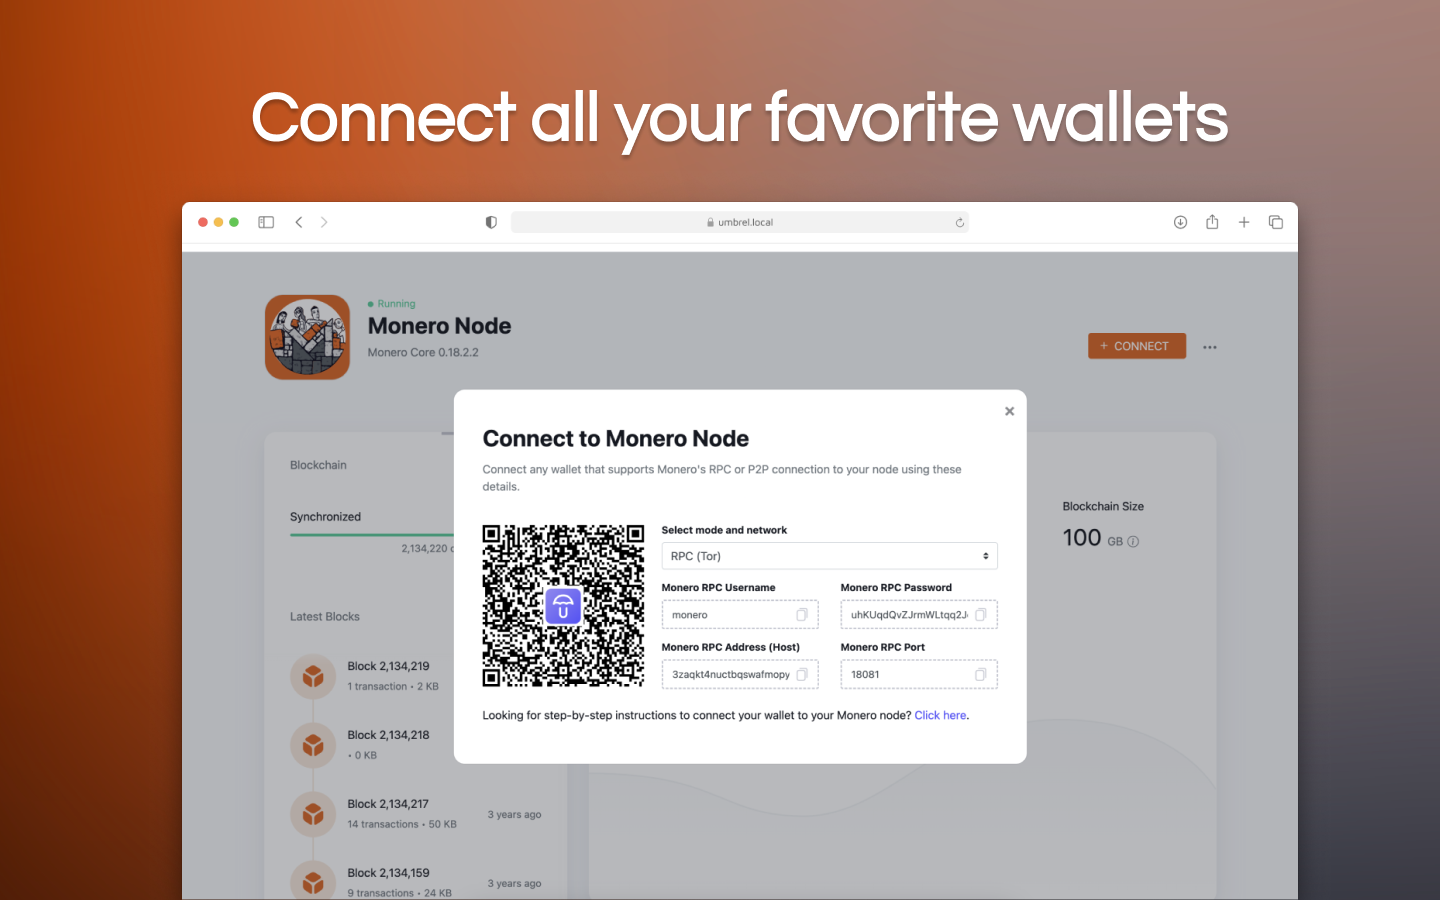 Connect all your favorite wallets
umbrel.local
Running
Monero Node
Monero Core 0.18.2.2
+ CONNECT
Connect to Monero Node
Connect any wallet that supports Monero's RPC or P2P connection to your node using these
details.
Select mode and network
RPC (Tor)
Monero RPC Username
Monero RPC Password
monero
uhKUqdQvZJrmWLtqq2J
Monero RPC Address (Host)
Monero RPC Port
3zaqkt4nuctbqswafmopy
18081
Looking for step-by-step instructions to connect your wallet to your Monero node? Click here.
Blockchain
Synchronized
2,134,220
Blockchain Size
100 GB
Latest Blocks
Block 2,134,219
1 transaction • 2 KB
Block 2,134,218
• 0 KB
Block 2,134,217
14 transactions • 50 KB
3 years ago
Block 2,134,159
9 transactions • 24 KB
3 years ago